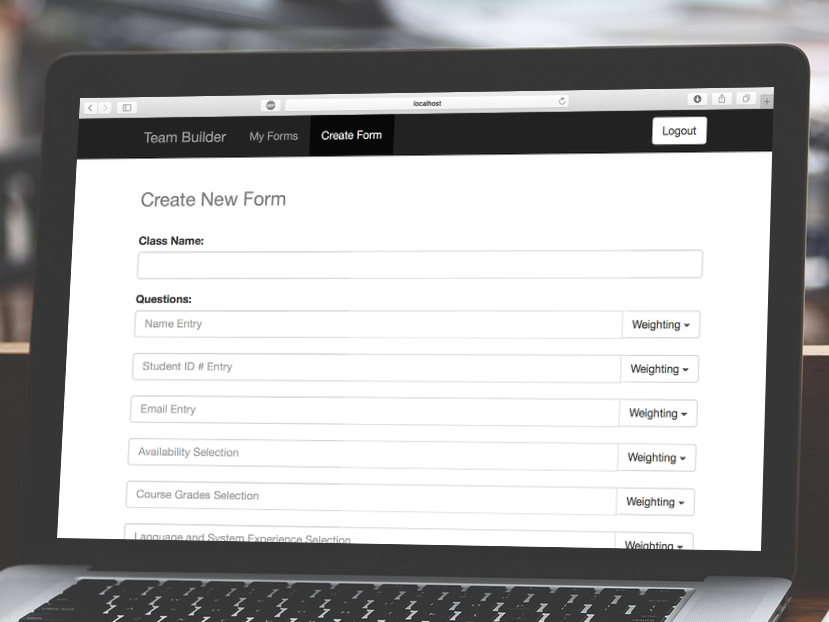 localhost
Team Builder My Forms Create Form Logout
Create New Form
Class Name:
Questions:
Name Entry Weighting
Student ID # Entry Weighting
Email Entry Weighting
Availability Selection Weighting
Course Grades Selection Weighting
Language and System Experience Selection Weighting